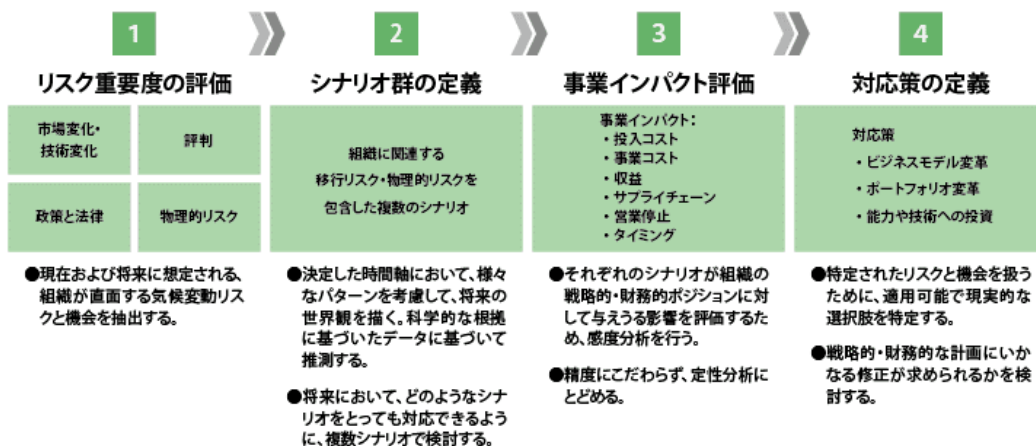 1
2
3
4
リスク重要度の評価
シナリオ群の定義
事業インパクト評価
対応策の定義
市場変化・
技術変化
評判
政策と法律
物理的リスク
組織に関連する
移行リスク・物理的リスクを
包含した複数のシナリオ
事業インパクト：
・投入コスト
・事業コスト
・収益
・サプライチェーン
・営業停止
・タイミング
対応策
・ビジネスモデル変革
・ポートフォリオ変革
・能力や技術への投資
●現在および将来に想定される、
組織が直面する気候変動リス
クと機会を抽出する。
●決定した時間軸において、様々
なパターンを考慮して、将来の
世界観を描く。科学的な根拠
に基づいたデータに基づいて
推測する。
●将来において、どのようなシナ
リオをとっても対応できるよう
に、複数シナリオで検討する。
●それぞれのシナリオが組織の
戦略的・財務的ポジションに対
して与えうる影響を評価するた
め、感度分析を行う。
●精度にこだわらず、定性分析に
とどめる。
●特定されたリスクと機会を扱う
ために、適用可能で現実的な
選択肢を特定する。
●戦略的・財務的な計画にいか
なる修正が求められるかを検
討する。